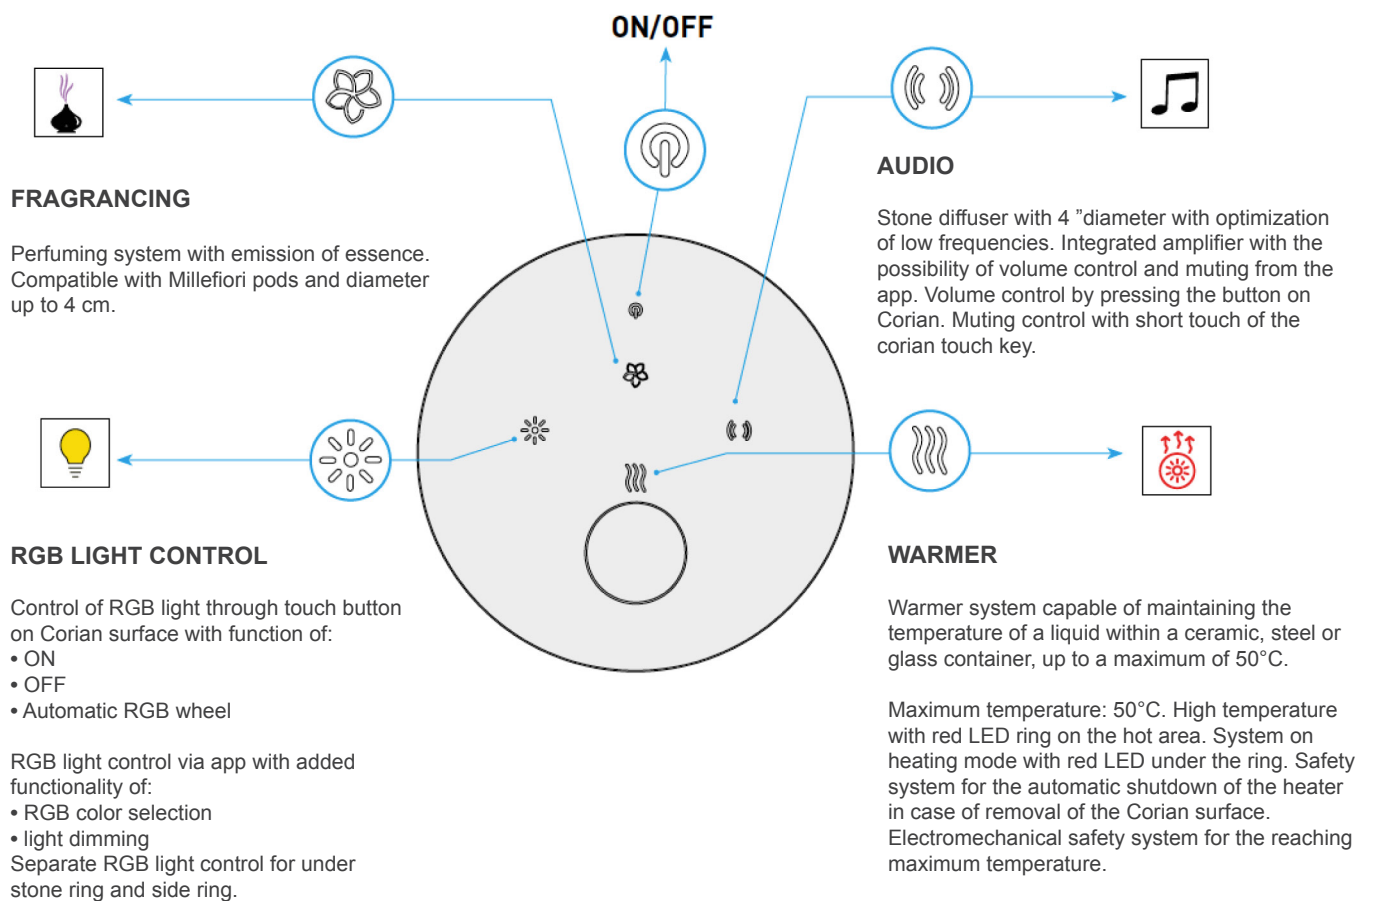 ON/OFF
FRAGRANCING
Perfuming system with emission of essence.
Compatible with Millefiori pods and diameter
up to 4 cm.
AUDIO
Stone diffuser with 4 ”diameter with optimization
of low frequencies. Integrated amplifier with the
possibility of volume control and muting from the
app. Volume control by pressing the button on
Corian. Muting control with short touch of the
corian touch key.
RGB LIGHT CONTROL
Control of RGB light through touch button
on Corian surface with function of:
• ON
• OFF
• Automatic RGB wheel
RGB light control via app with added
functionality of:
• RGB color selection
• light dimming
Separate RGB light control for under
stone ring and side ring.
WARMER
Warmer system capable of maintaining the
temperature of a liquid within a ceramic, steel or
glass container, up to a maximum of 50°C.
Maximum temperature: 50°C. High temperature
with red LED ring on the hot area. System on
heating mode with red LED under the ring. Safety
system for the automatic shutdown of the heater
in case of removal of the Corian surface.
Electromechanical safety system for the reaching
maximum temperature.